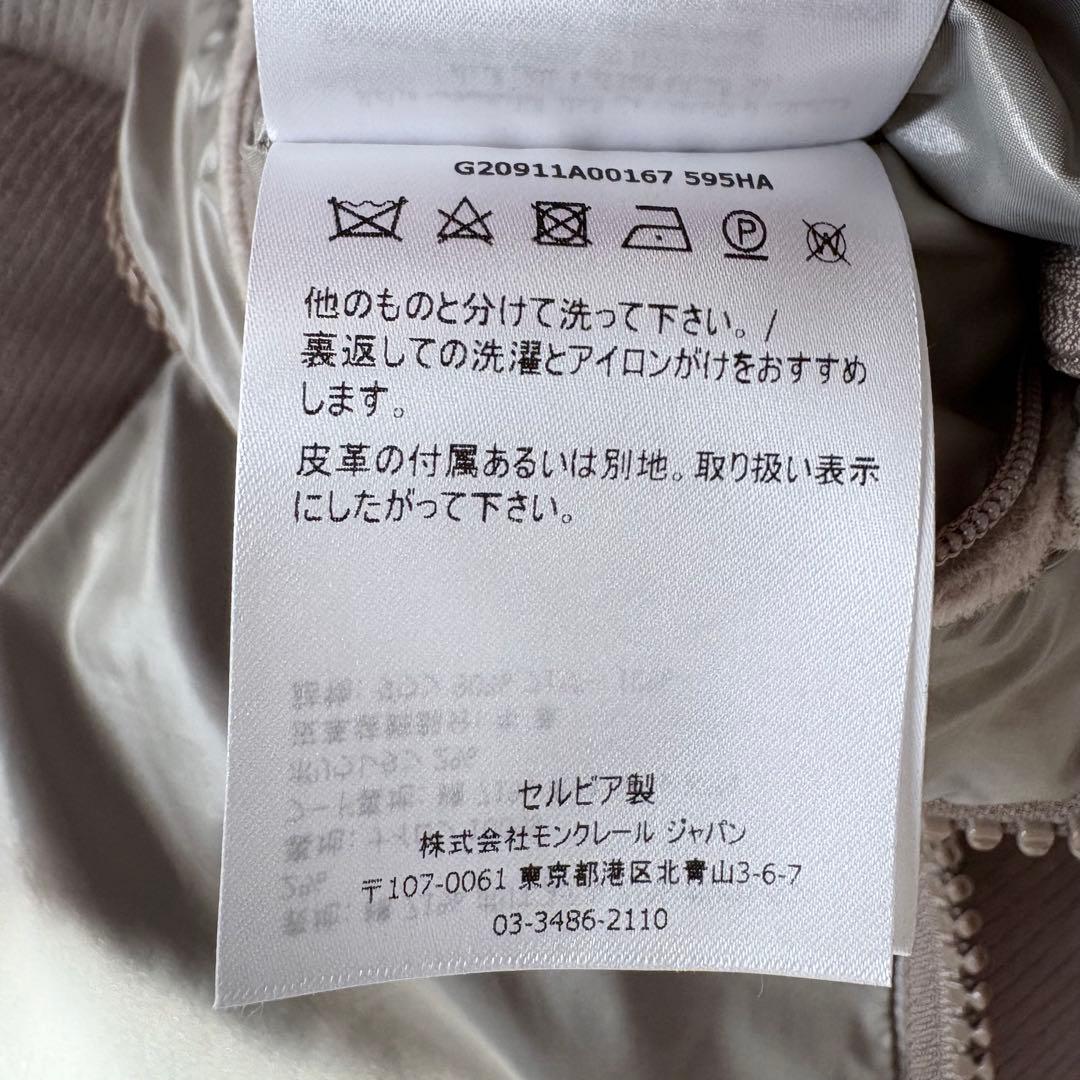 G20911A00167 595HA
P
W
他のものと分けて洗って下さい。/
裏返しての洗濯とアイロンがけをおすすめ
します。
皮革の付属あるいは別地。取り扱い表示
にしたがって下さい。
セルビア製
株式会社モンクレール ジャパン
〒107-0061 東京都港区北青山3-6-7
03-3486-2110